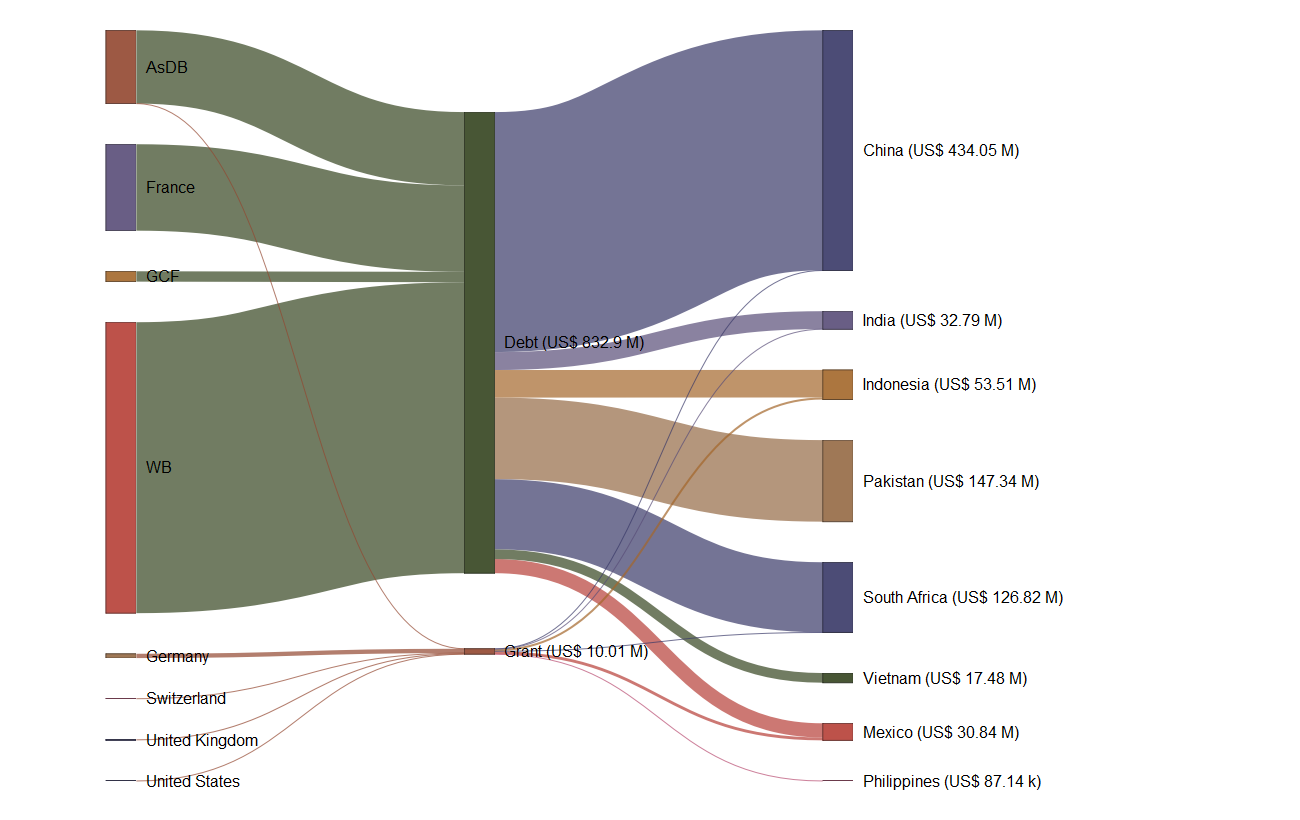 AsDB
France
GCF
WB
Germany
Switzerland
United Kingdom
United States
Debt (US$ 832.9 M)
Grant (US$ 10.01 M)
China (US$ 434.05 M)
India (US$ 32.79 M)
Indonesia (US$ 53.51 M)
Pakistan (US$ 147.34 M)
South Africa (US$ 126.82 M)
Vietnam (US$ 17.48 M)
Mexico (US$ 30.84 M)
Philippines (US$ 87.14 k)